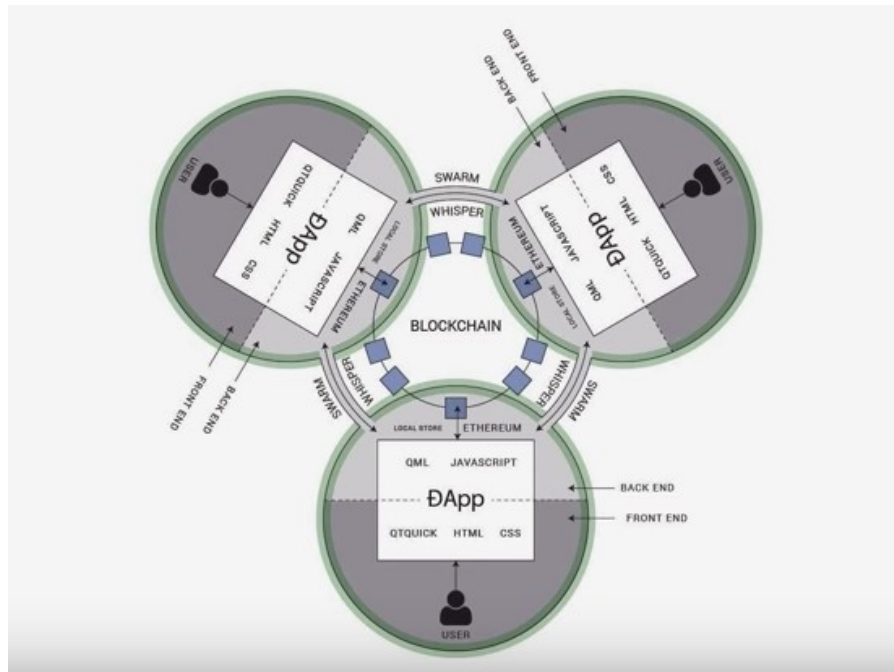 FRONT END
BACK END
USER
QTQUICK
HTML
CSS
ĐApp
QML
JAVASCRIPT
LOCAL STORE
ETHEREUM
FRONT END
BACK END
SWARM
WHISPER
USER
CSS
HTML
QTQUICK
ĐApp
JAVASCRIPT
QML
ETHEREUM
LOCAL STORE
BLOCKCHAIN
WHISPER
SWARM
WHISPER
SWARM
LOCAL STORE ETHEREUM
QML JAVASCRIPT
ĐApp
QTQUICK HTML CSS
BACK END
FRONT END
USER